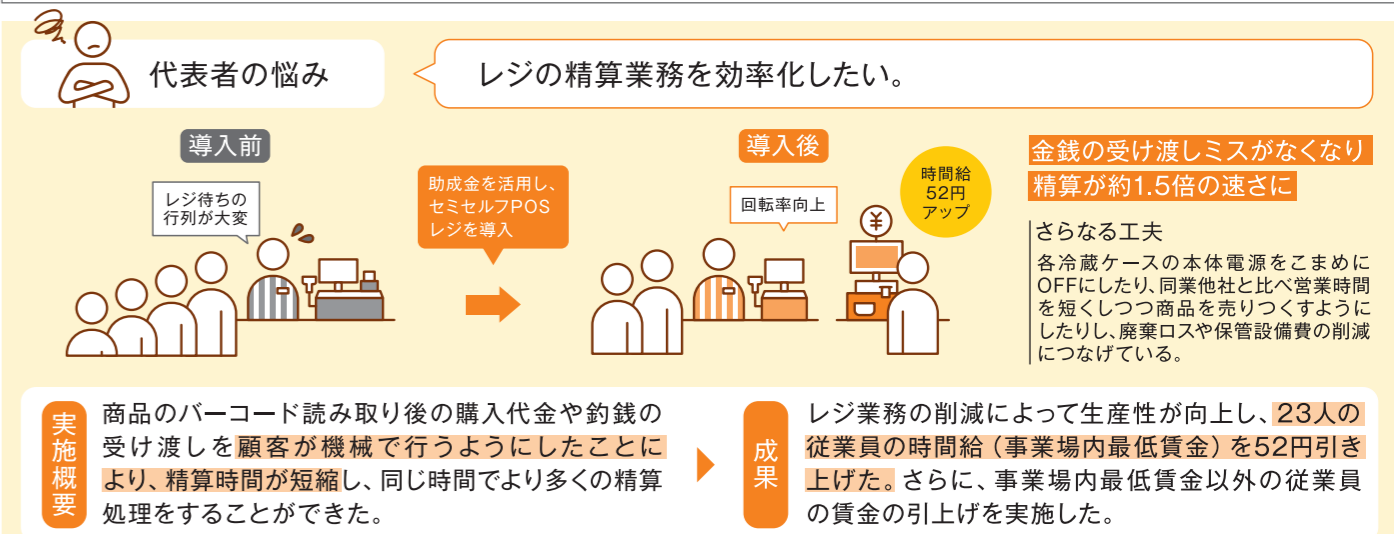 代表者の悩み
レジの精算業務を効率化したい。
導入前
レジ待ちの
行列が大変
助成金を活用し、
セミセルフPOS
レジを導入
導入後
回転率向上
¥
時間給
52円
アップ
金銭の受け渡しミスがなくなり
精算が約1.5倍の速さに
さらなる工夫
各冷蔵ケースの本体電源をこまめに
OFFにしたり、同業他社と比べ営業時間
を短くしつつ商品を売りつくすように
したりし、廃棄ロスや保管設備費の削減
につなげている。
実施概要
商品のバーコード読み取り後の購入代金や釣銭の
受け渡しを顧客が機械で行うようにしたことに
より、精算時間が短縮し、同じ時間でより多くの精算
処理をすることができた。
成果
レジ業務の削減によって生産性が向上し、23人の
従業員の時間給（事業場内最低賃金）を52円引き
上げた。さらに、事業場内最低賃金以外の従業員
の賃金の引上げを実施した。